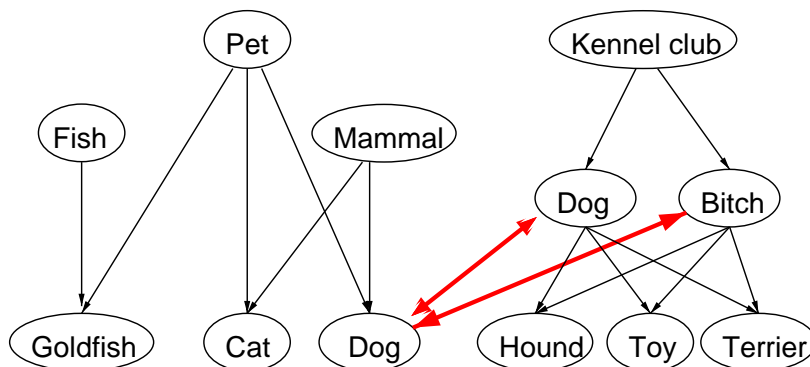 Pet
Kennel club
Fish
Mammal
Dog
Bitch
Goldfish
Cat
Dog
Hound
Toy
Terrier